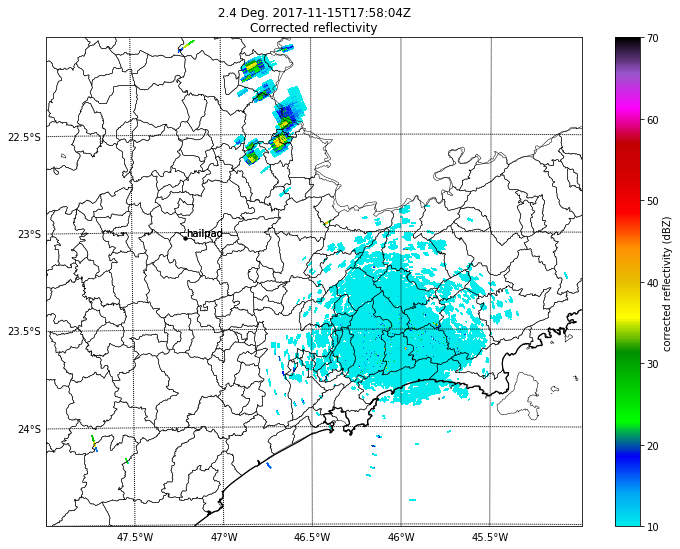 2.4 Deg. 2017-11-15T17:58:04Z
Corrected reflectivity
70
60
50
40
30
20
10
corrected reflectivity (dBZ)
22.5°S
23°S
23.5°S
24°S
hailpad
47.5°W
47°W
46.5°W
46°W
45.5°W